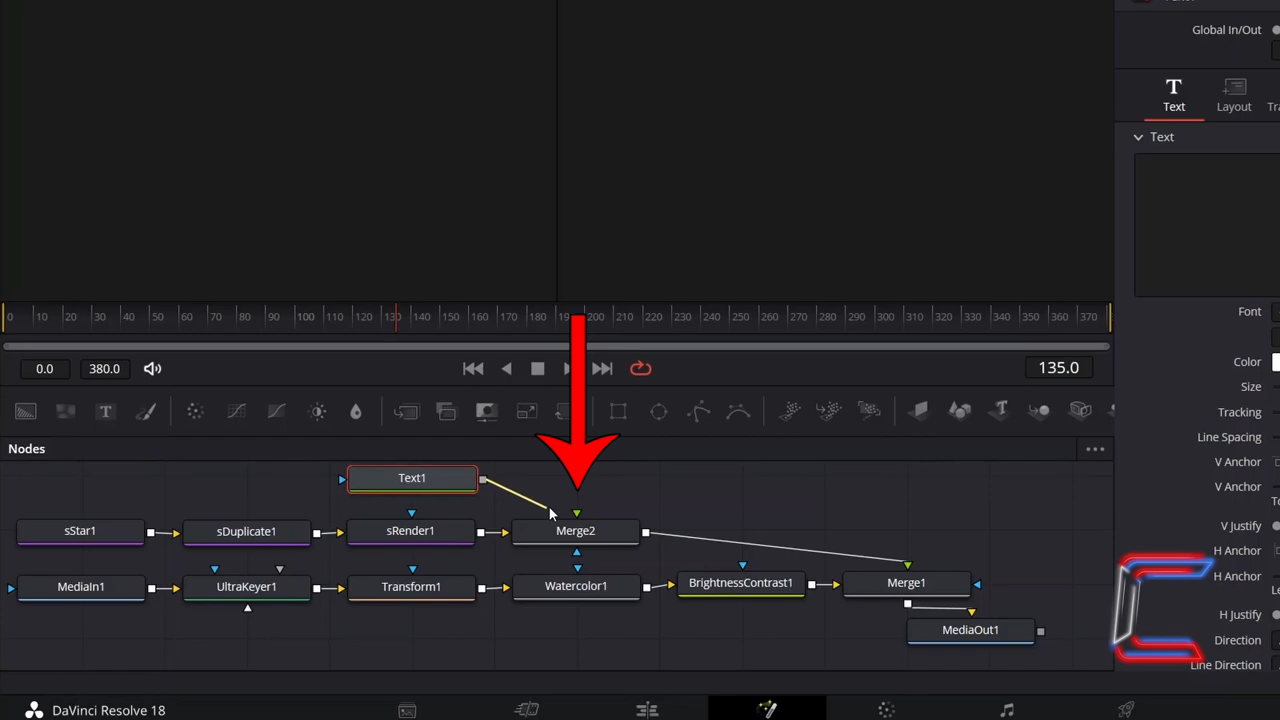 Global In/Out
Text
Layout
Text
0 10 20 30 40 50 60 70 80 90 100 110 120 130 140 150 160 170 180 190 200 210 220 230 240 250 260 270 280 290 300 310 320 330 340 350 360 370
Font
0.0
380.0
135.0
Color
Size
T
Tracking
Line Spacing
Nodes
V Anchor
Text1
V Anchor
sStar1
sDuplicate1
sRender1
Merge2
V Justify
H Anchor
MediaIn1
UltraKeyer1
Transform1
Watercolor1
BrightnessContrast1
Merge1
H Anchor
H Justify
MediaOut1
Direction
Line Direction
DaVinci Resolve 18